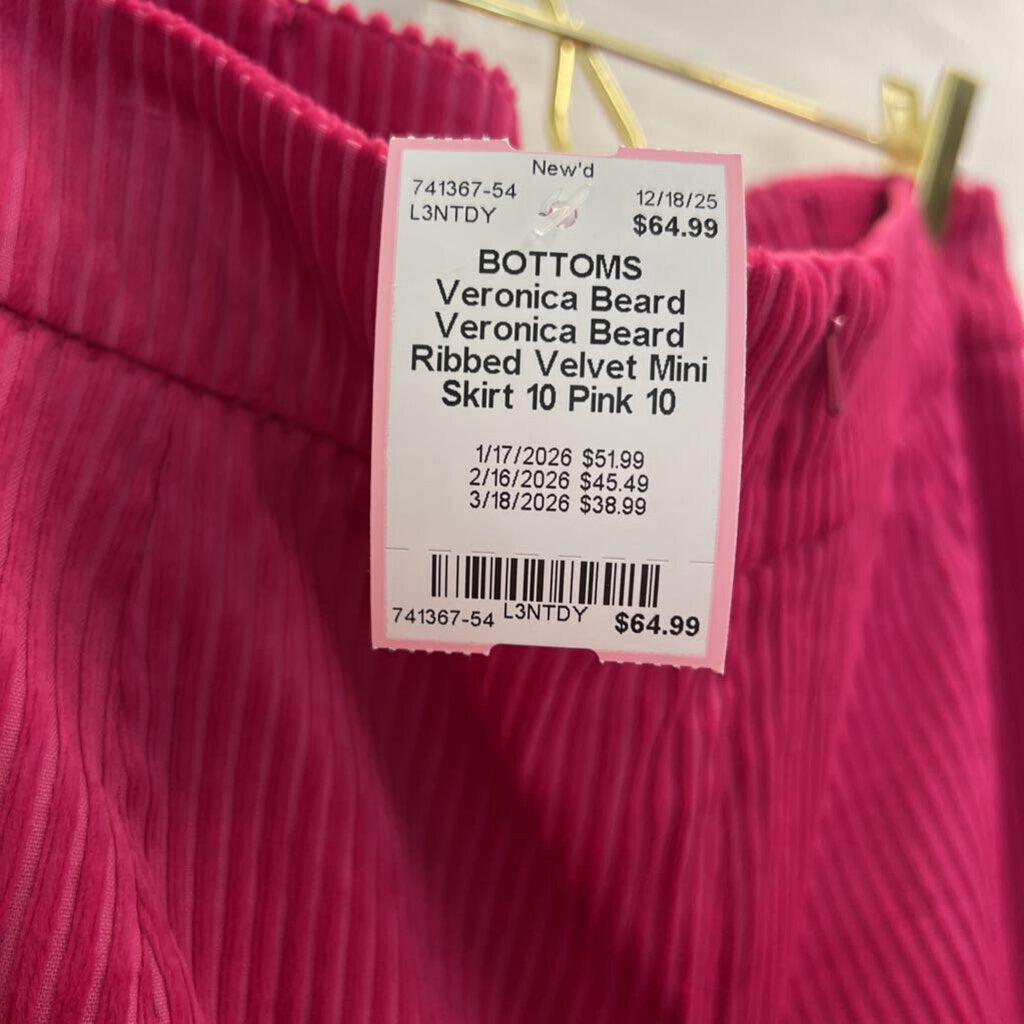 New'd
741367-54
12/18/25
L3NTDY
$64.99
BOTTOMS
Veronica Beard
Veronica Beard
Ribbed Velvet Mini
Skirt 10 Pink 10
1/17/2026 $51.99
2/16/2026 $45.49
3/18/2026 $38.99
741367-54 L3NTDY $64.99